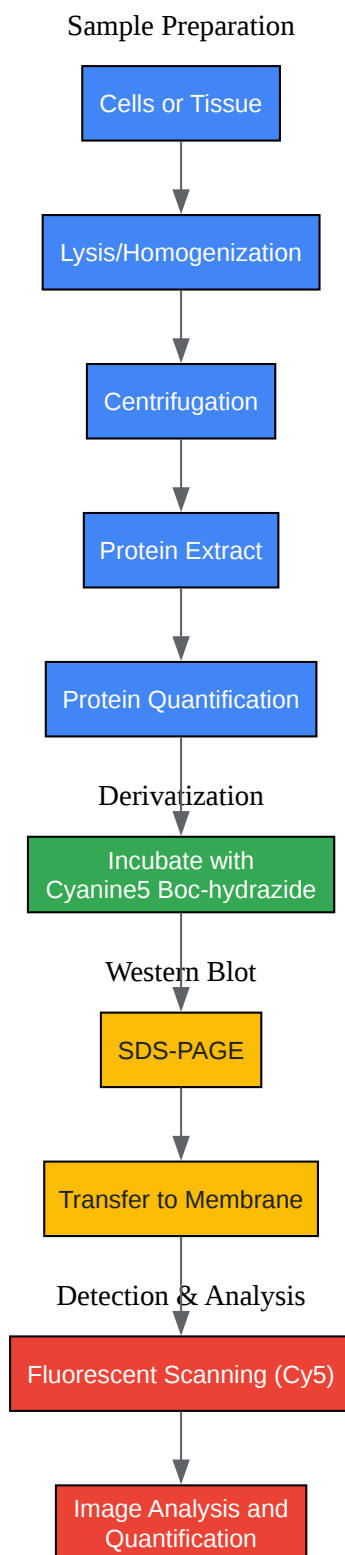 Sample Preparation
Cells or Tissue
Lysis/Homogenization
Centrifugation
Protein Extract
Protein Quantification
Derivatization
Incubate with
Cyanine5 Boc-hydrazide
Western Blot
SDS-PAGE
Transfer to Membrane
Detection & Analysis
Fluorescent Scanning (Cy5)
Image Analysis and
Quantification